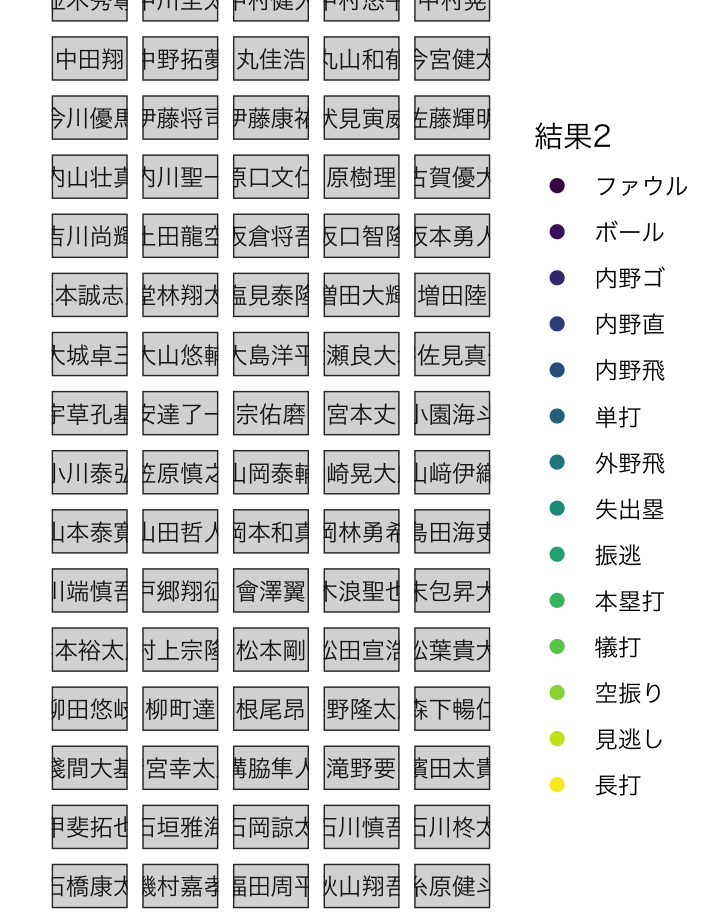 中田翔 中野拓夢 丸佳浩 丸山和郁 今宮健太
今川優馬 伊藤将司 伊藤康祐 伏見寅威 佐藤輝明
内山壮真 内川聖一 原口文仁 原樹理 古賀優大
吉川尚輝 土田龍空 坂倉将吾 坂口智隆 坂本勇人
本誠志 堂林翔太 塩見泰隆 増田大輝 増田陸
大城卓三 大山悠輔 大島洋平 瀬良大 佐見真
宇草孔基 安達了一 宗佑磨 宮本丈 小園海斗
小川泰弘 笠原慎之 山岡泰輔 崎晃大 山﨑伊織
山本泰寛 山田哲人 岡本和真 岡林勇希 島田海吏
川端慎吾 戸郷翔征 會澤翼 木浪聖也 末包昇大
本裕太 村上宗隆 松本剛 松田宣浩 松葉貴大
柳田悠岐 柳町達 根尾昂 野隆太 森下暢仁
淺間大基 宮幸太 溝脇隼人 滝野要 濱田太貴
甲斐拓也 石垣雅海 石岡諒太 石川慎吾 石川柊太
石橋康太 磯村嘉孝 福田周平 秋山翔吾 糸原健斗
結果2
ファウル
ボール
内野ゴ
内野直
内野飛
単打
外野飛
失出塁
振逃
本塁打
犠打
空振り
見逃し
長打